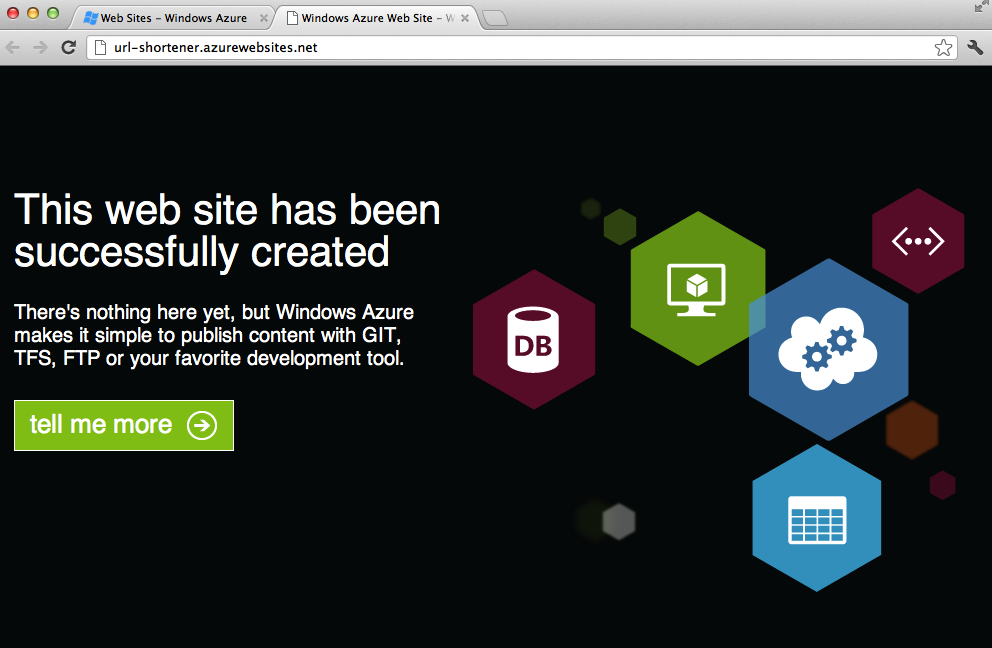 Web Sites – Windows Azure
Windows Azure Web Site – W
url-shortener.azurewebsites.net
This web site has been
successfully created
There's nothing here yet, but Windows Azure
makes it simple to publish content with GIT,
TFS, FTP or your favorite development tool.
tell me more
DB